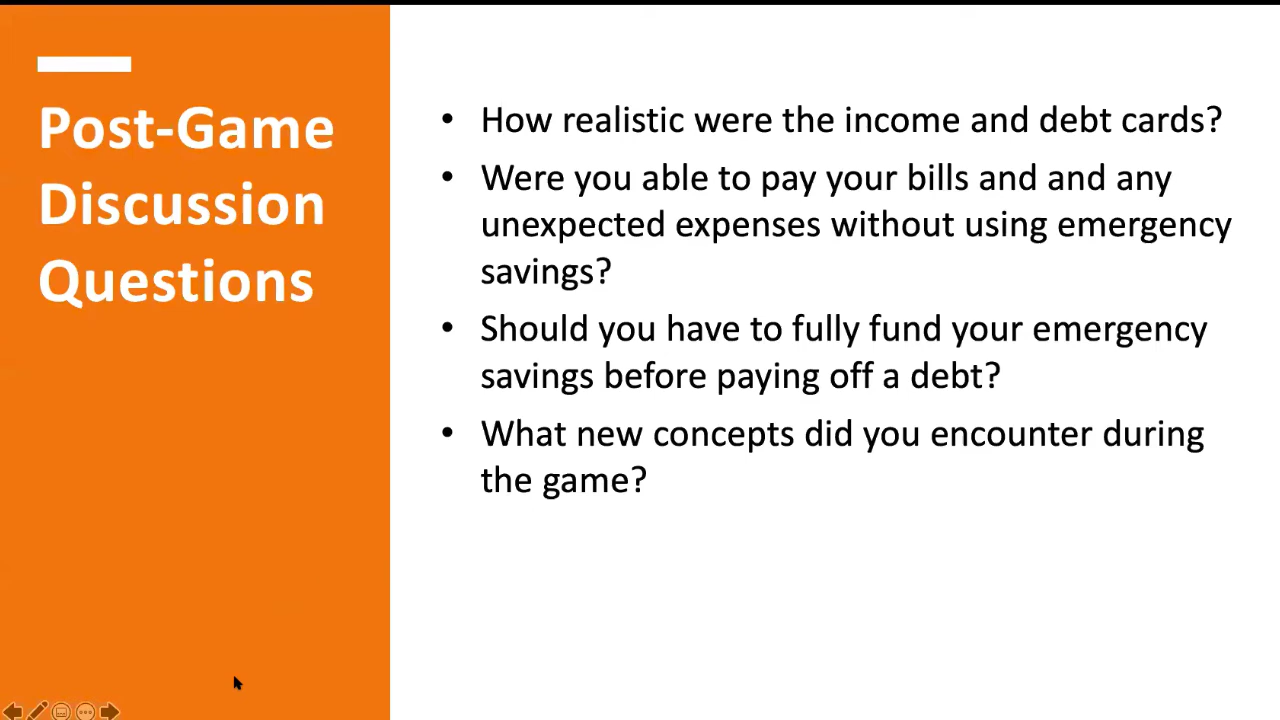 Post-Game
Discussion
Questions
• How realistic were the income and debt cards?
• Were you able to pay your bills and and any
unexpected expenses without using emergency
savings?
• Should you have to fully fund your emergency
savings before paying off a debt?
• What new concepts did you encounter during
the game?